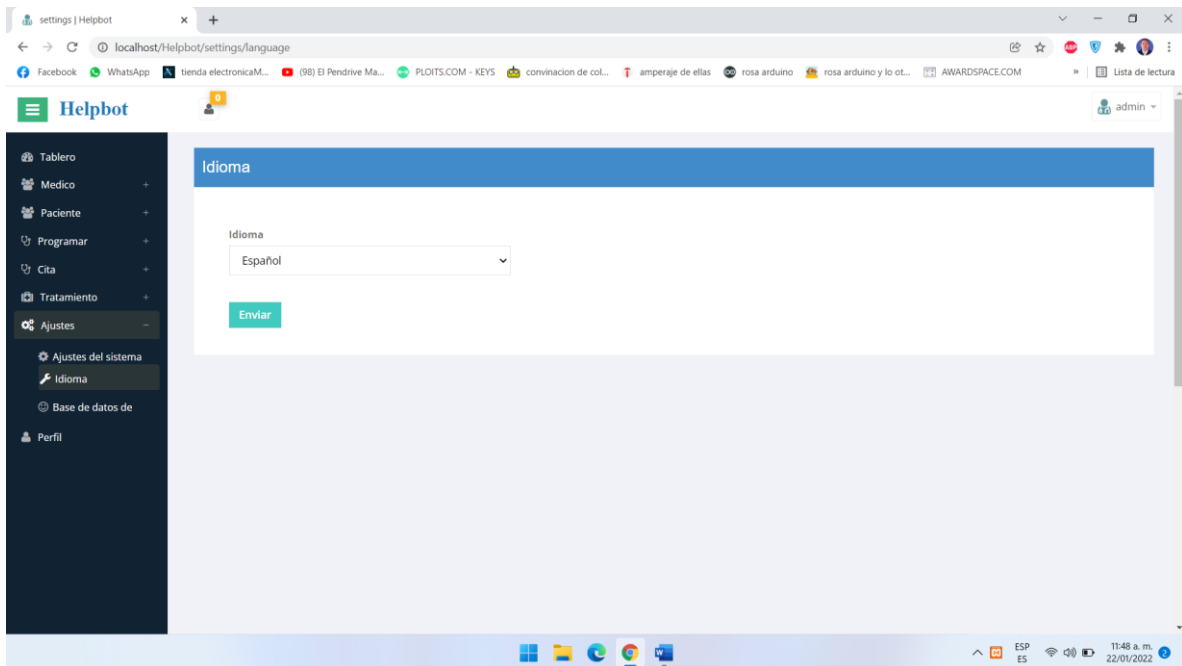 settings | Helpbot
localhost/Helpbot/settings/language
Facebook WhatsApp tienda electronicaM... (98) El Pendrive Ma... PLOITS.COM - KEYS convinacion de col... amperaje de ellas rosa arduino rosa arduino y lo ot... AWARDSPACE.COM » Lista de lectura
Helpbot 0 admin
Tablero
Medico +
Paciente +
Programar +
Cita +
Tratamiento +
Ajustes −
Ajustes del sistema
Idioma
Base de datos de
Perfil
Idioma
Idioma
Español
Enviar
ESP
ES
11:48 a. m.
22/01/2022
2